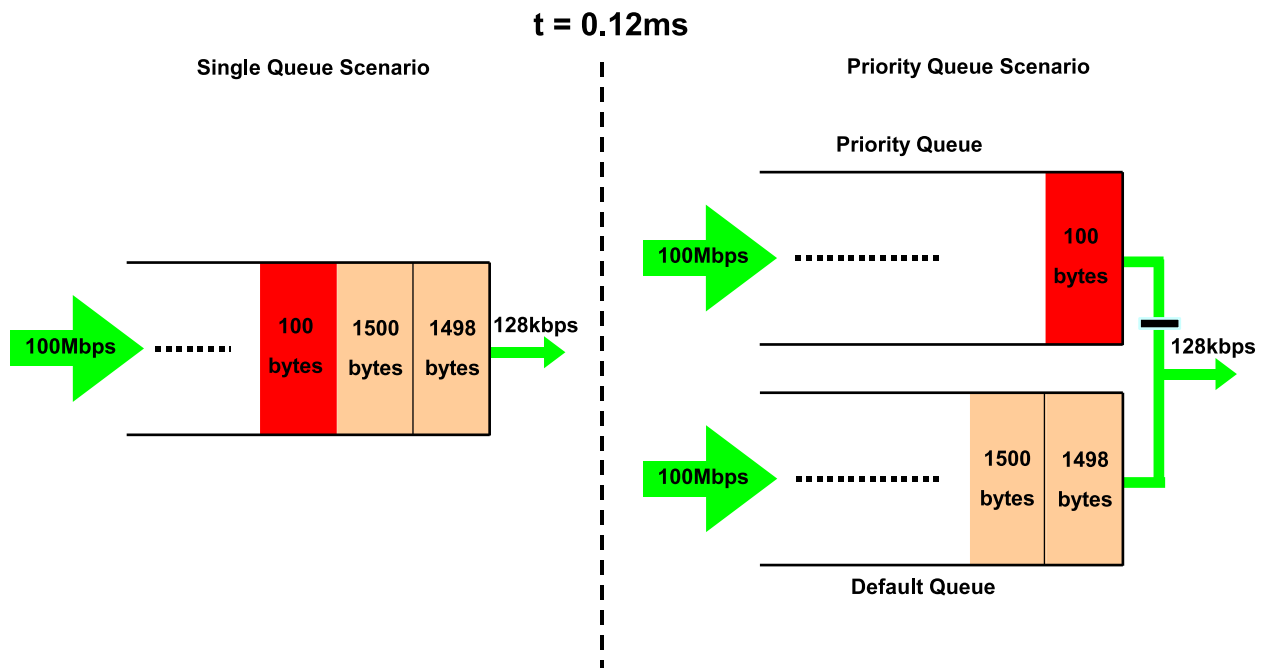 t = 0.12ms
Single Queue Scenario
100Mbps
100
bytes
1500
bytes
1498
bytes
128kbps
Priority Queue Scenario
Priority Queue
100Mbps
100
bytes
128kbps
100Mbps
1500
bytes
1498
bytes
Default Queue